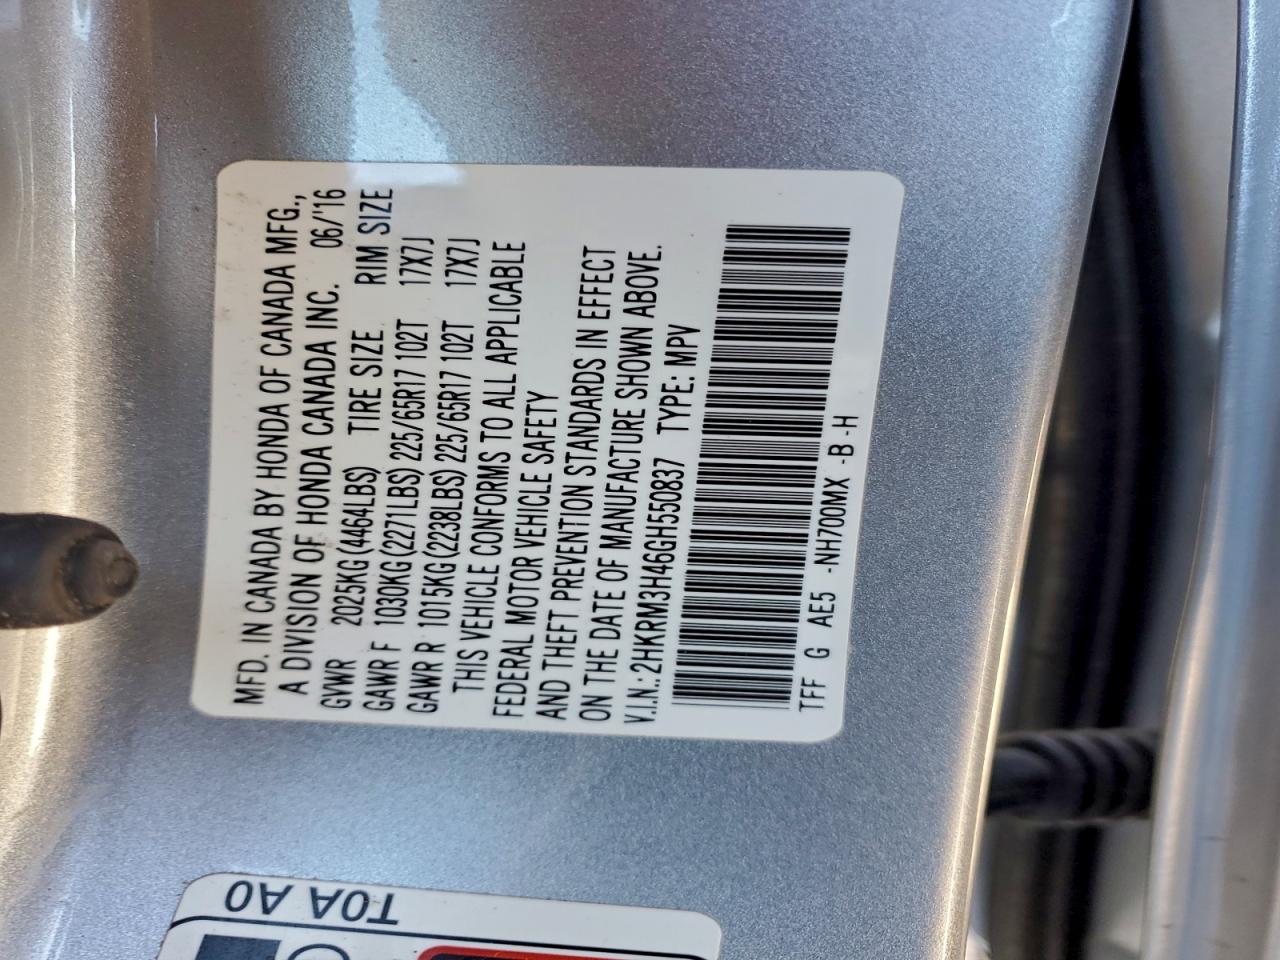 MFD. IN CANADA BY HONDA OF CANADA MFG.,
A DIVISION OF HONDA CANADA INC. 06/'16
GVWR 2025KG(4464LBS) TIRE SIZE RIM SIZE
GAWR F 1030KG(2271LBS) 225/65R17 102T 17X7J
GAWR R 1015KG(2238LBS) 225/65R17 102T 17X7J
THIS VEHICLE CONFORMS TO ALL APPLICABLE
FEDERAL MOTOR VEHICLE SAFETY
AND THEFT PREVENTION STANDARDS IN EFFECT
ON THE DATE OF MANUFACTURE SHOWN ABOVE.
V.I.N.:2HKRM3H46GH550837 TYPE: MPV
TFF G AE5 -NH700MX -B -H
T0A A0